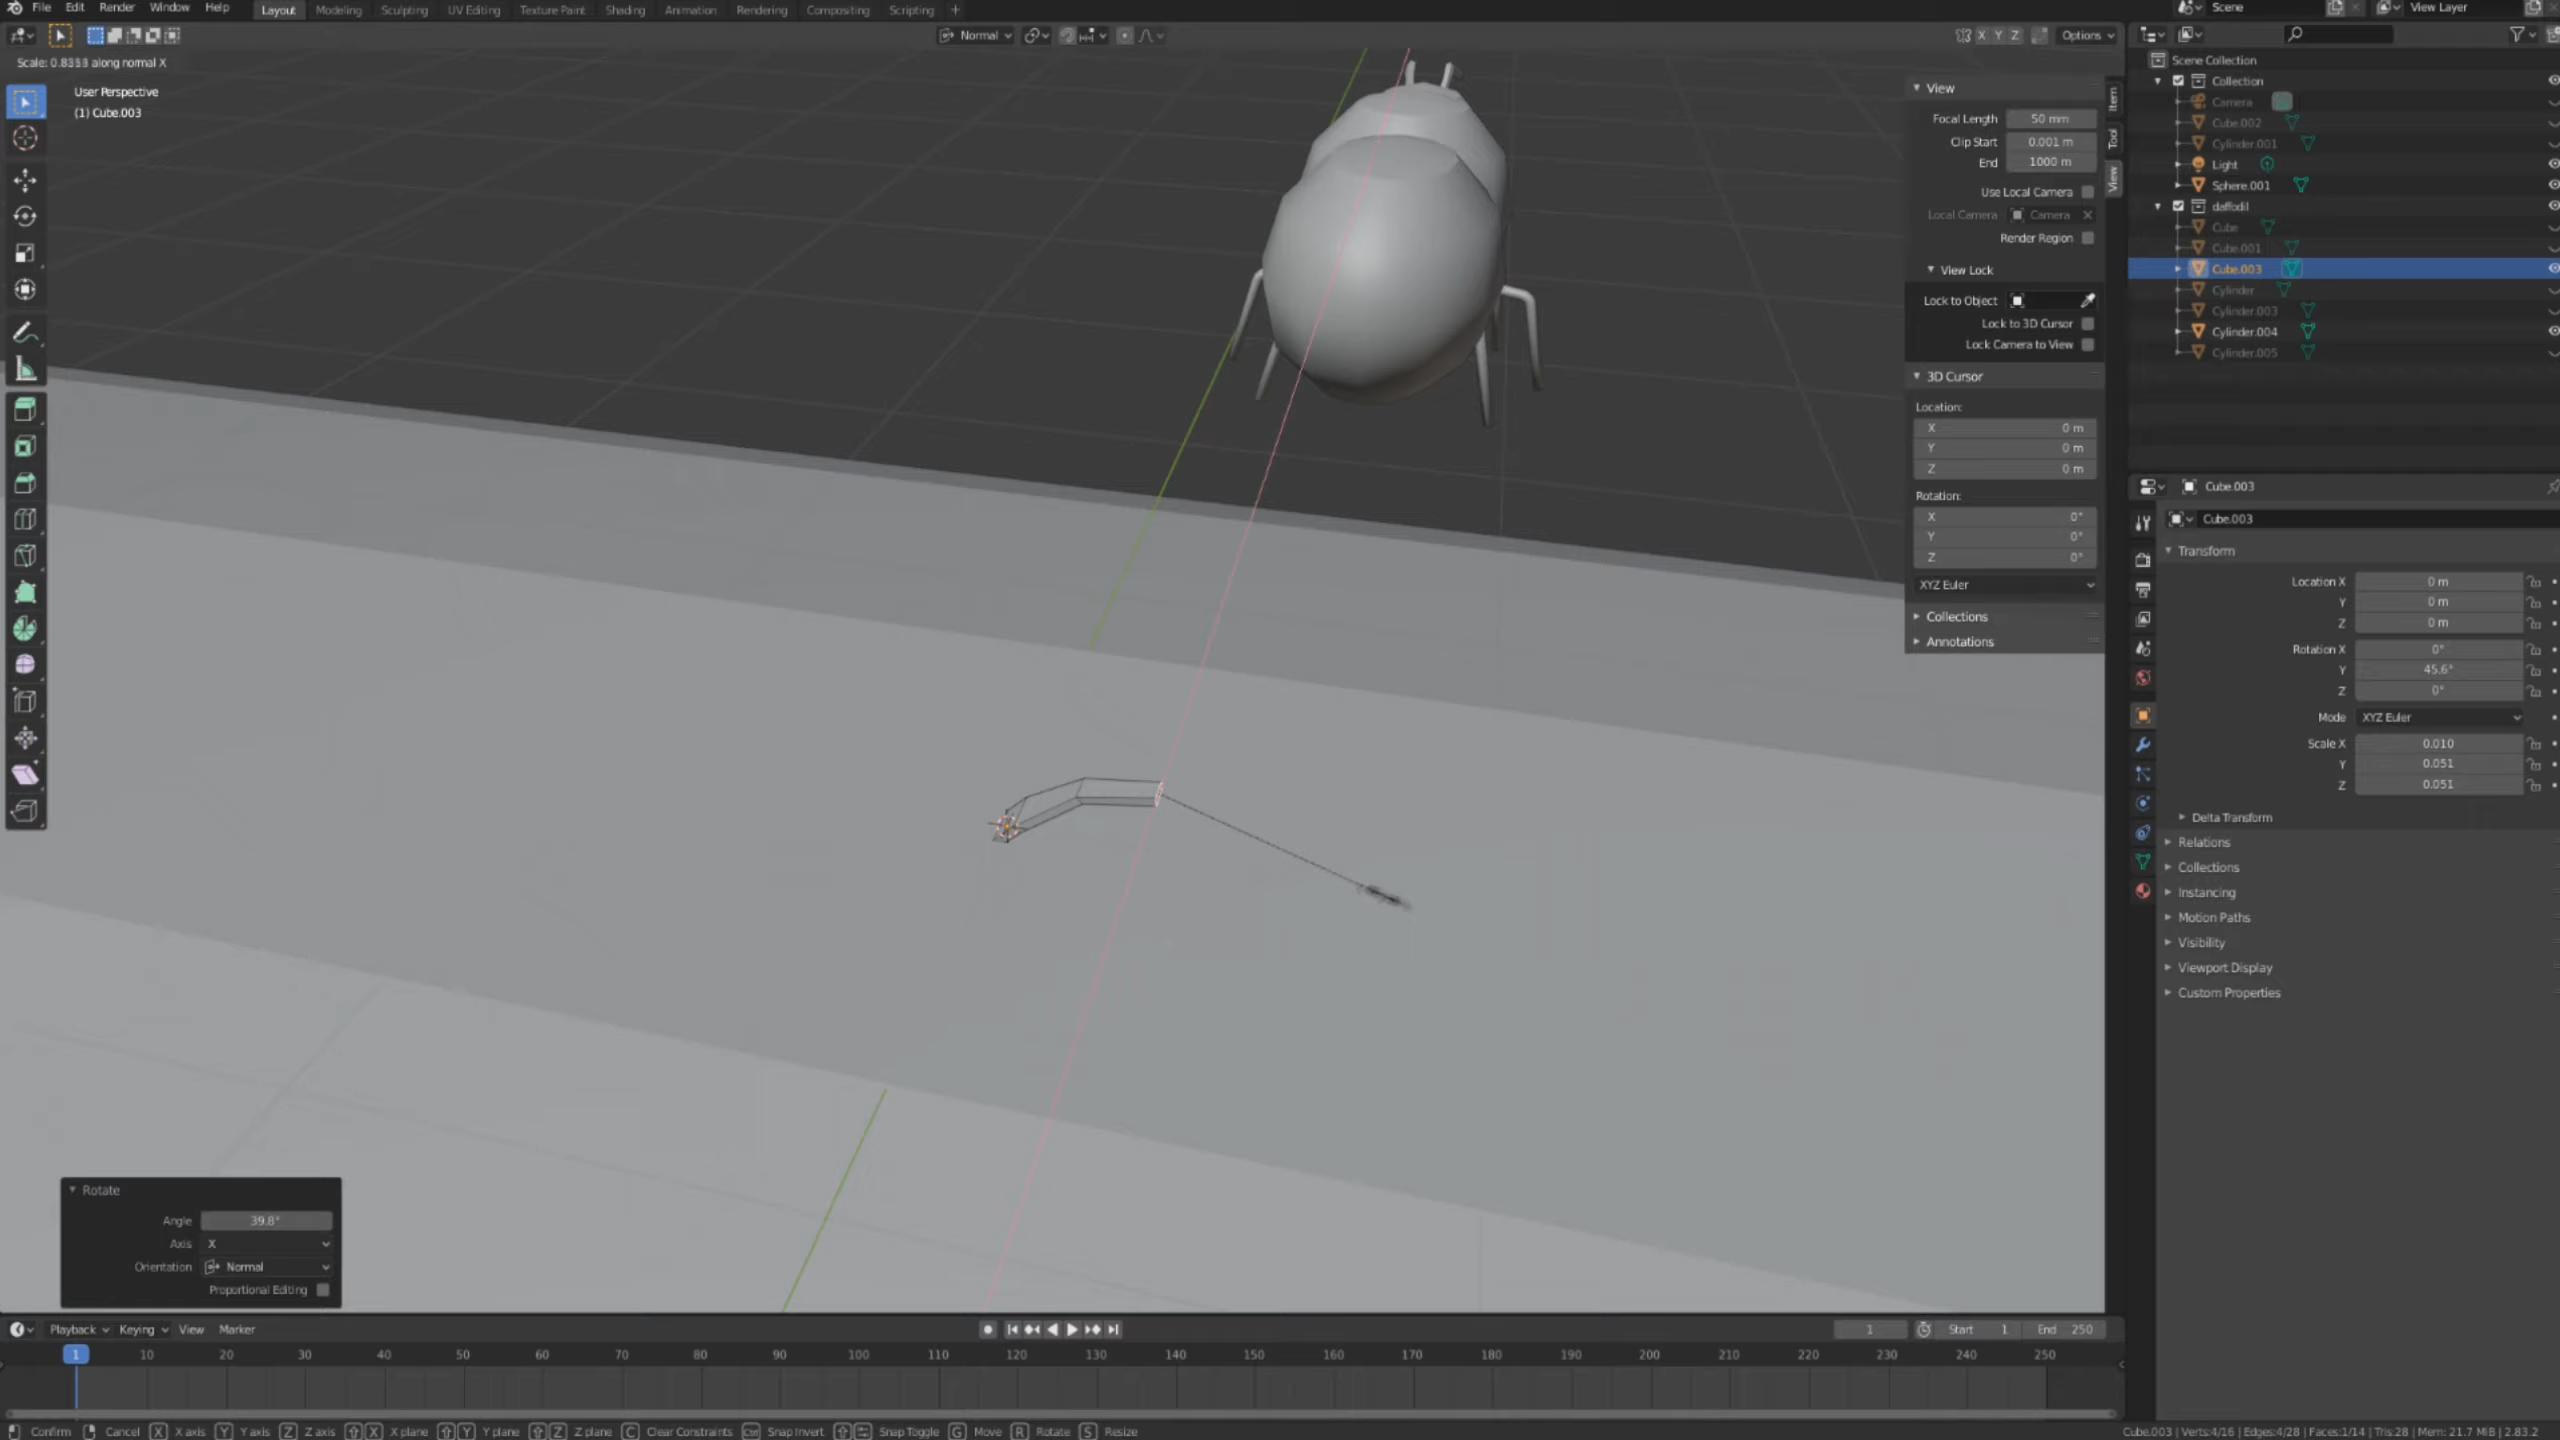 File Edit Render Window Help Layout Modeling Sculpting UV Editing Texture Paint Shading Animation Rendering Compositing Scripting + Scene View Layer
Normal X Y Z Options
Scale: 0.8353 along normal X
User Perspective
(1) Cube.003
View
Focal Length 50 mm
Clip Start 0.001 m
End 1000 m
Use Local Camera
Local Camera Camera
Render Region
View Lock
Lock to Object
Lock to 3D Cursor
Lock Camera to View
3D Cursor
Location:
X 0 m
Y 0 m
Z 0 m
Rotation:
X 0°
Y 0°
Z 0°
XYZ Euler
Collections
Annotations
Item
Tool
View
Scene Collection
Collection
Camera
Cube.002
Cylinder.001
Light
Sphere.001
daffodil
Cube
Cube.001
Cube.003
Cylinder
Cylinder.003
Cylinder.004
Cylinder.005
Cube.003
Cube.003
Transform
Location X 0 m
Y 0 m
Z 0 m
Rotation X 0°
Y 45.6°
Z 0°
Mode XYZ Euler
Scale X 0.010
Y 0.051
Z 0.051
Delta Transform
Relations
Collections
Instancing
Motion Paths
Visibility
Viewport Display
Custom Properties
Rotate
Angle 39.8°
Axis X
Orientation Normal
Proportional Editing
Playback Keying View Marker 1 Start 1 End 250
1 10 20 30 40 50 60 70 80 90 100 110 120 130 140 150 160 170 180 190 200 210 220 230 240 250
Confirm Cancel X X axis Y Y axis Z Z axis X X plane Y Y plane Z Z plane C Clear Constraints Ctrl Snap Invert Snap Toggle G Move R Rotate S Resize Cube.003 | Verts:4/16 | Edges:4/28 | Faces:1/14 | Tris:28 | Mem: 21.7 MiB | 2.83.2